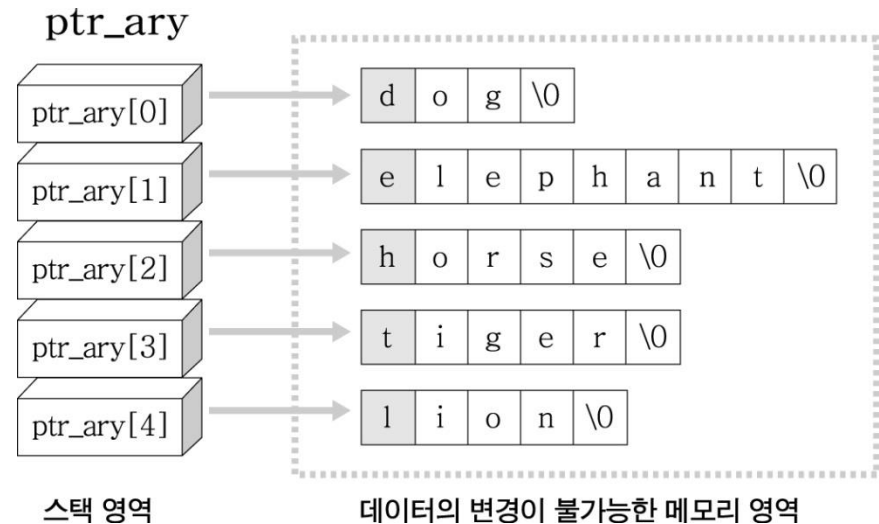 ptr_ary
ptr_ary[0] d o g \0
ptr_ary[1] e l e p h a n t \0
ptr_ary[2] h o r s e \0
ptr_ary[3] t i g e r \0
ptr_ary[4] l i o n \0
스택 영역 데이터의 변경이 불가능한 메모리 영역